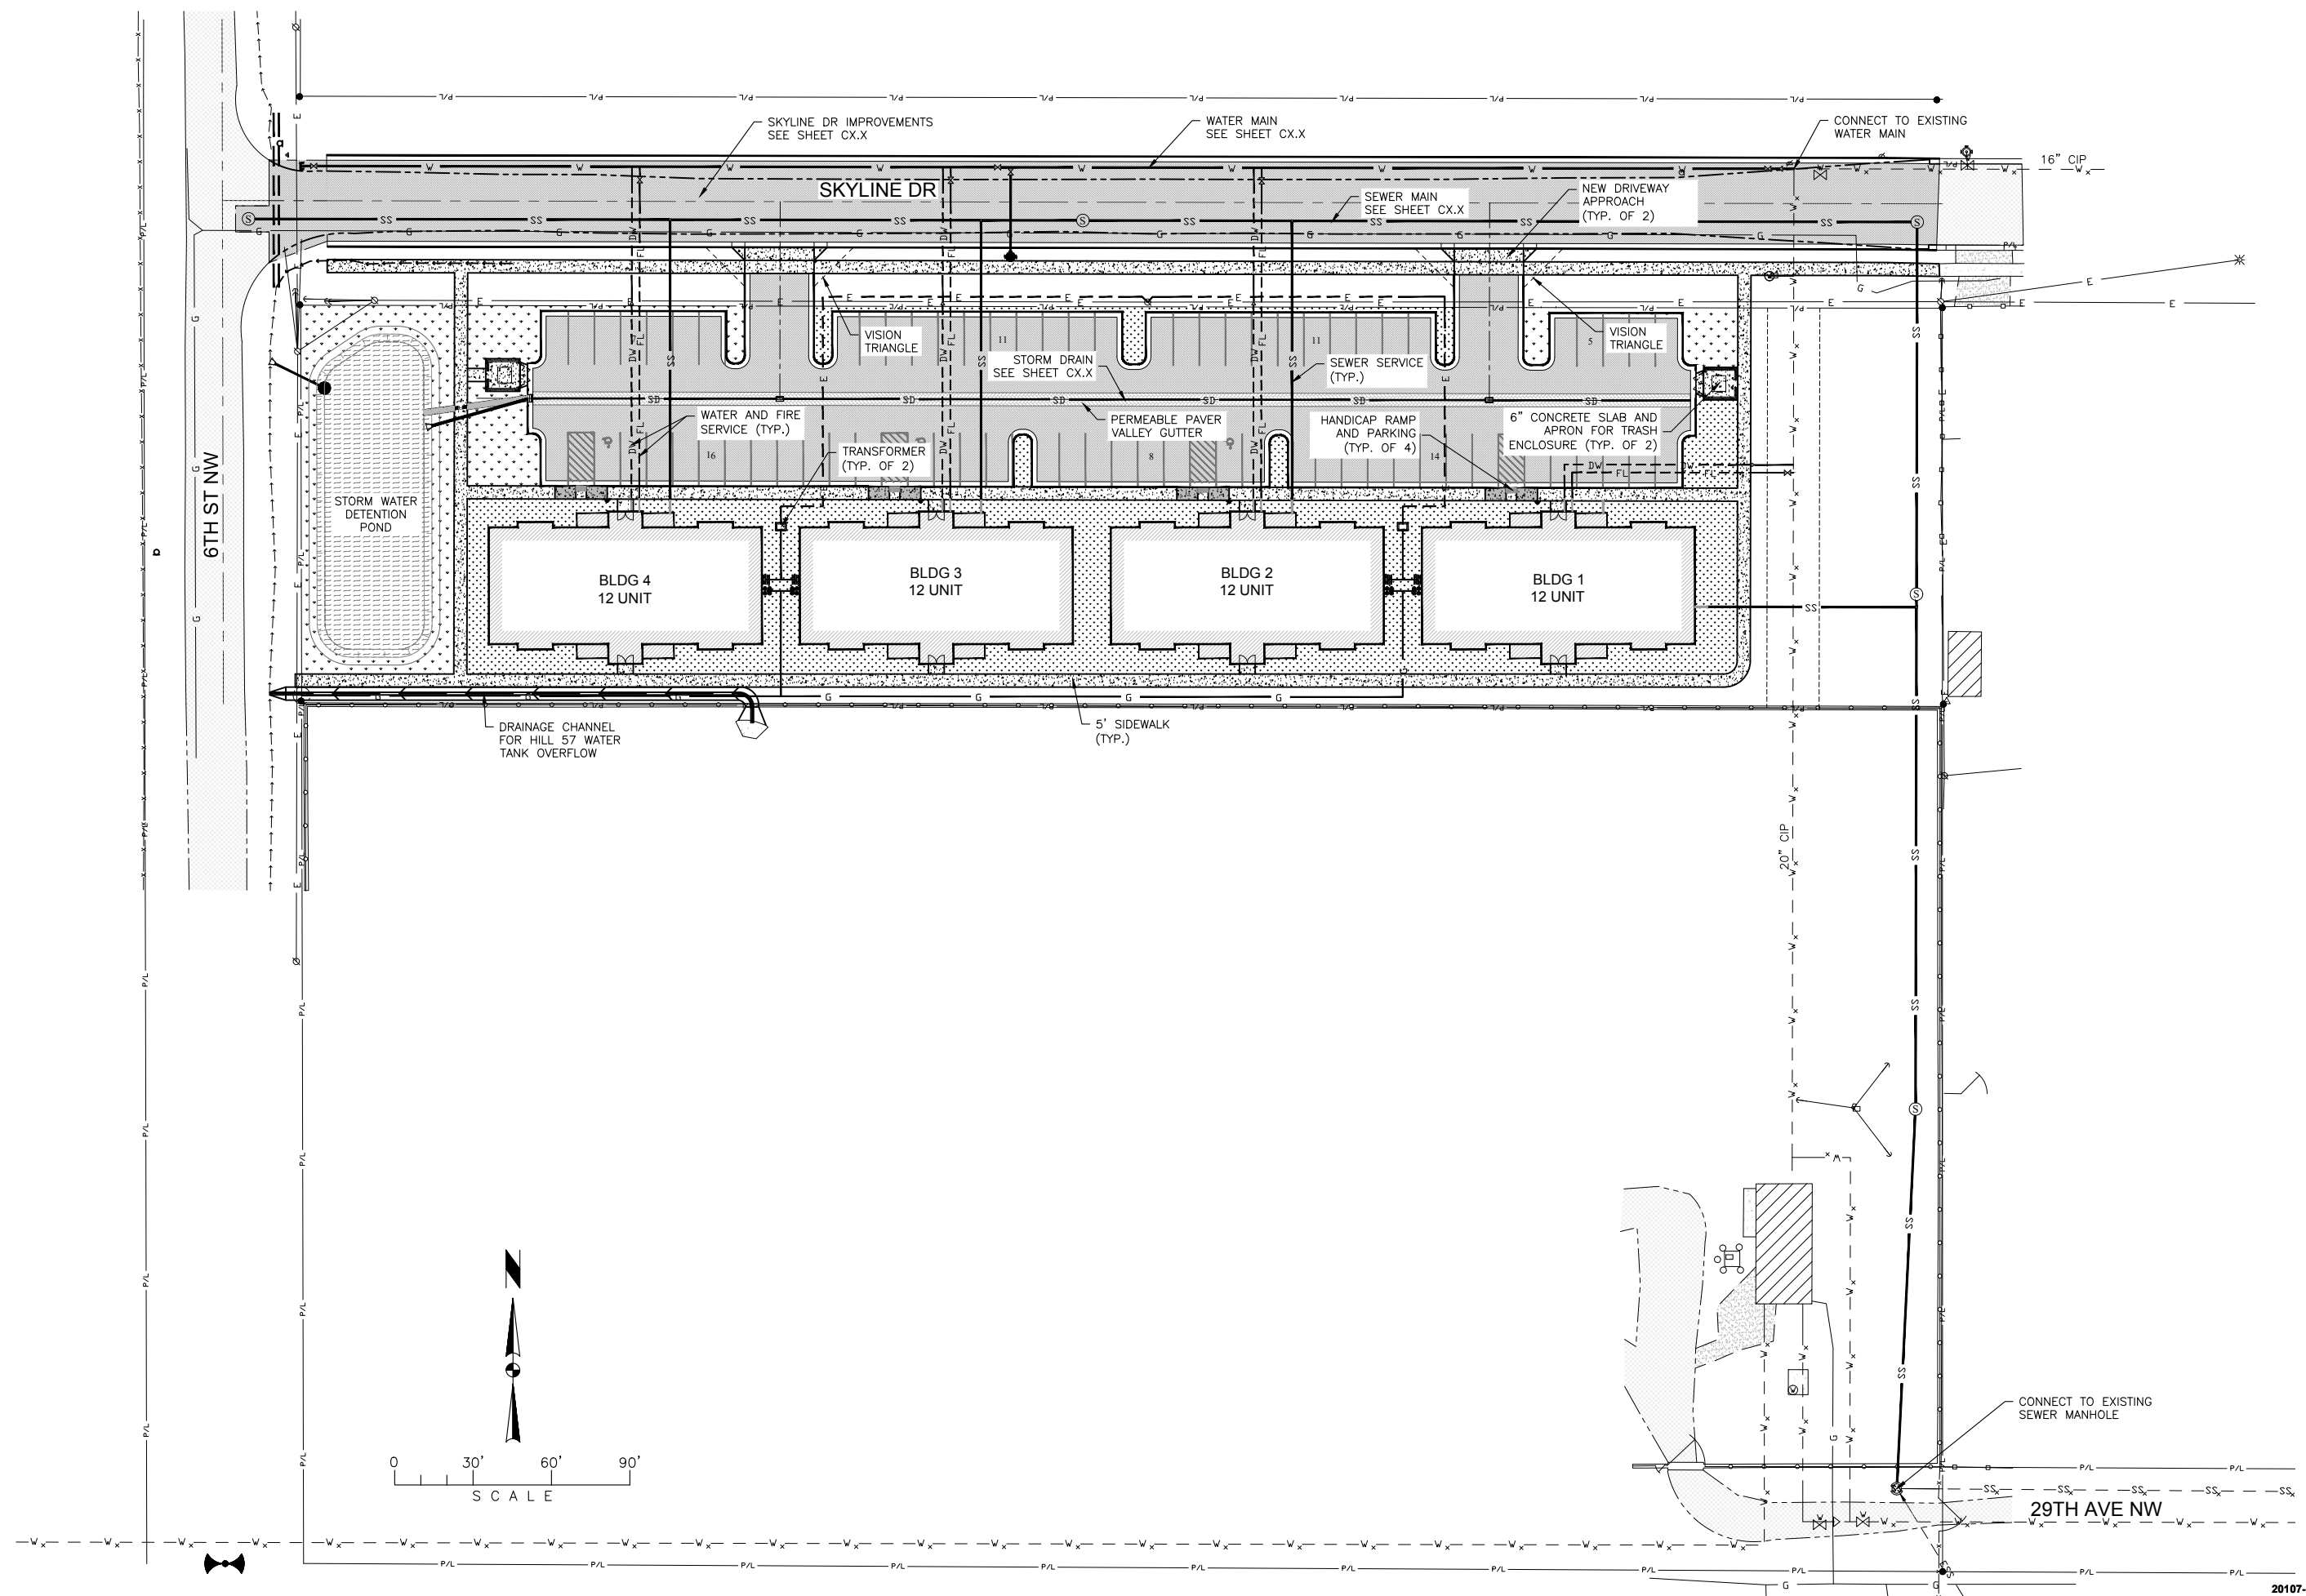 SKYLINE DR IMPROVEMENTS
SEE SHEET CX.X
WATER MAIN
SEE SHEET CX.X
CONNECT TO EXISTING
WATER MAIN
16" CIP
SKYLINE DR
SEWER MAIN
SEE SHEET CX.X
NEW DRIVEWAY
APPROACH
(TYP. OF 2)
VISION
TRIANGLE
11
11
5
VISION
TRIANGLE
STORM DRAIN
SEE SHEET CX.X
SEWER SERVICE
(TYP.)
WATER AND FIRE
SERVICE (TYP.)
PERMEABLE PAVER
VALLEY GUTTER
HANDICAP RAMP
AND PARKING
(TYP. OF 4)
6" CONCRETE SLAB AND
APRON FOR TRASH
ENCLOSURE (TYP. OF 2)
TRANSFORMER
(TYP. OF 2)
16
8
14
6TH ST NW
STORM WATER
DETENTION
POND
BLDG 4
12 UNIT
BLDG 3
12 UNIT
BLDG 2
12 UNIT
BLDG 1
12 UNIT
DRAINAGE CHANNEL
FOR HILL 57 WATER
TANK OVERFLOW
5' SIDEWALK
(TYP.)
20" CIP
N
0 30' 60' 90'
SCALE
CONNECT TO EXISTING
SEWER MANHOLE
29TH AVE NW
20107-